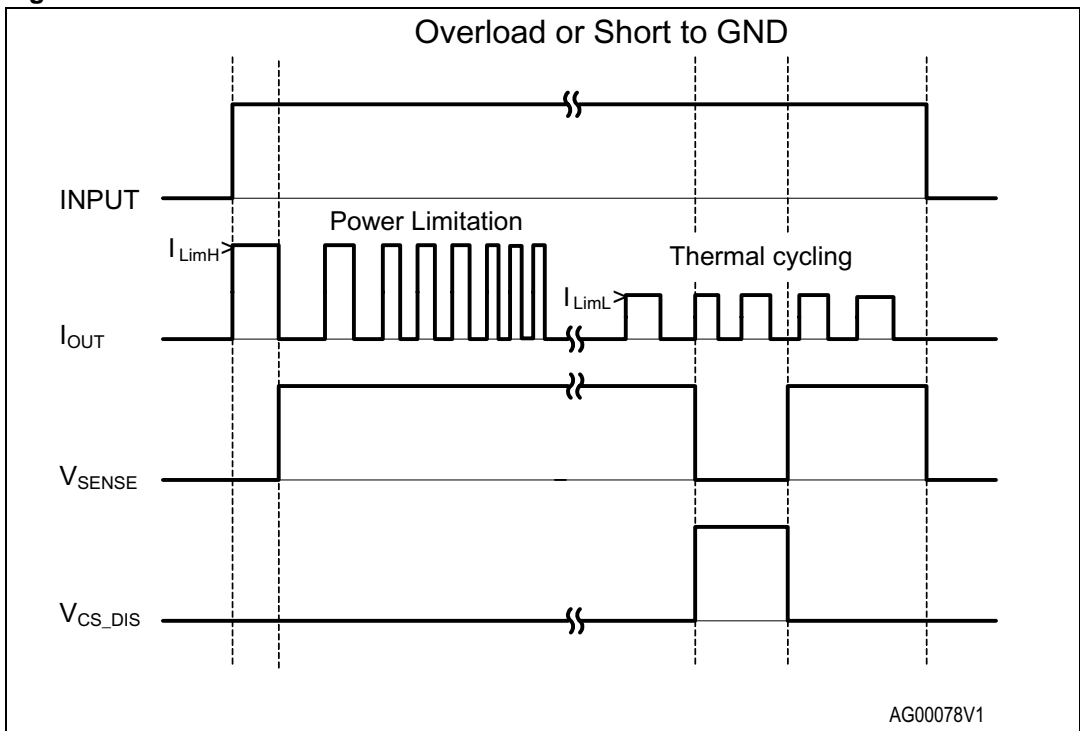 Overload or Short to GND
INPUT
Power Limitation
I LimH
Thermal cycling
I LimL
IOUT
VSENSE
VCS_DIS
AG00078V1